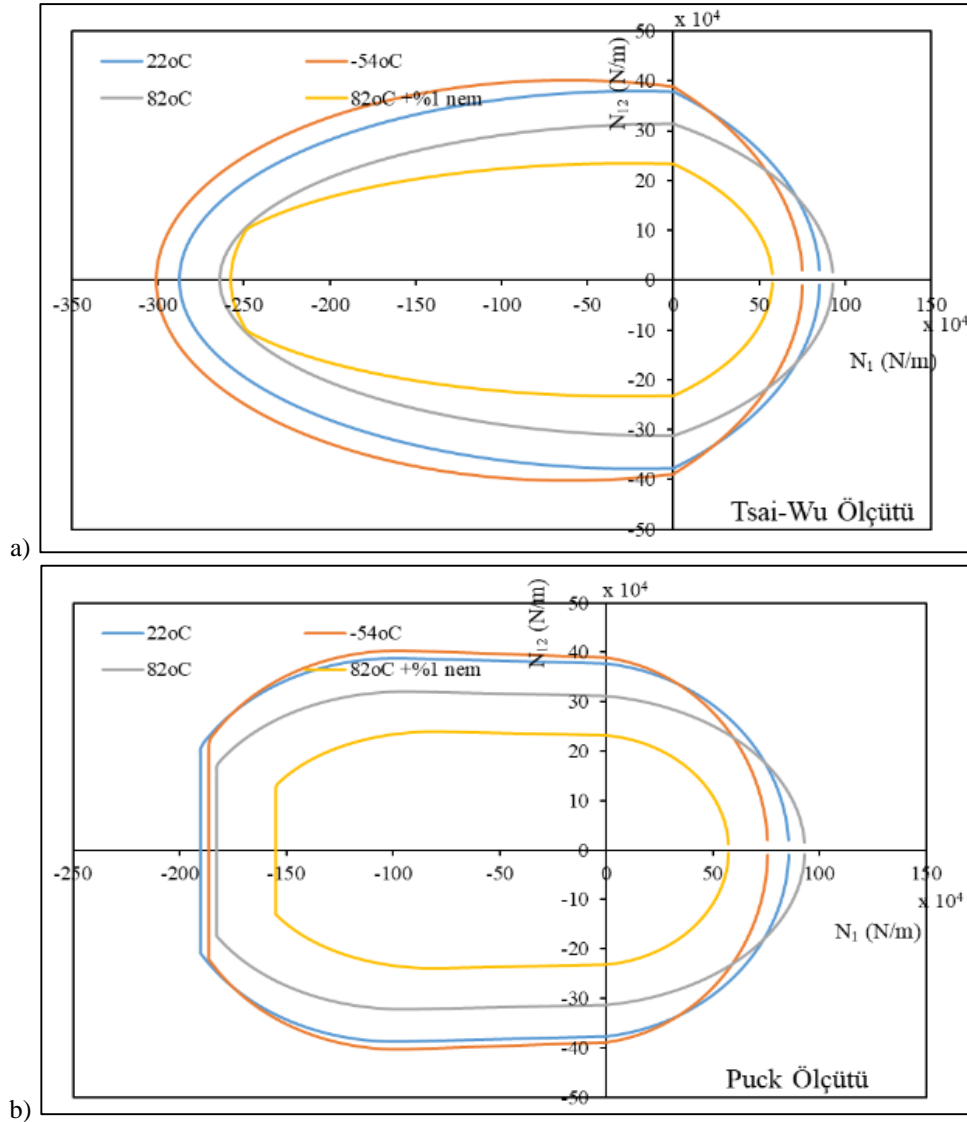 x 10⁴
22oC -54oC
82oC 82oC +%1 nem
N₁₂ (N/m)
50
40
30
20
10
0
-10
-20
-30
-40
-50
-350 -300 -250 -200 -150 -100 -50 0 50 100 150
x 10⁴
N₁ (N/m)
Tsai-Wu Ölçütü
a)
x 10⁴
22oC -54oC
82oC 82oC +%1 nem
N₁₂ (N/m)
50
40
30
20
10
0
-10
-20
-30
-40
-50
-250 -200 -150 -100 -50 0 50 100 150
x 10⁴
N₁ (N/m)
Puck Ölçütü
b)